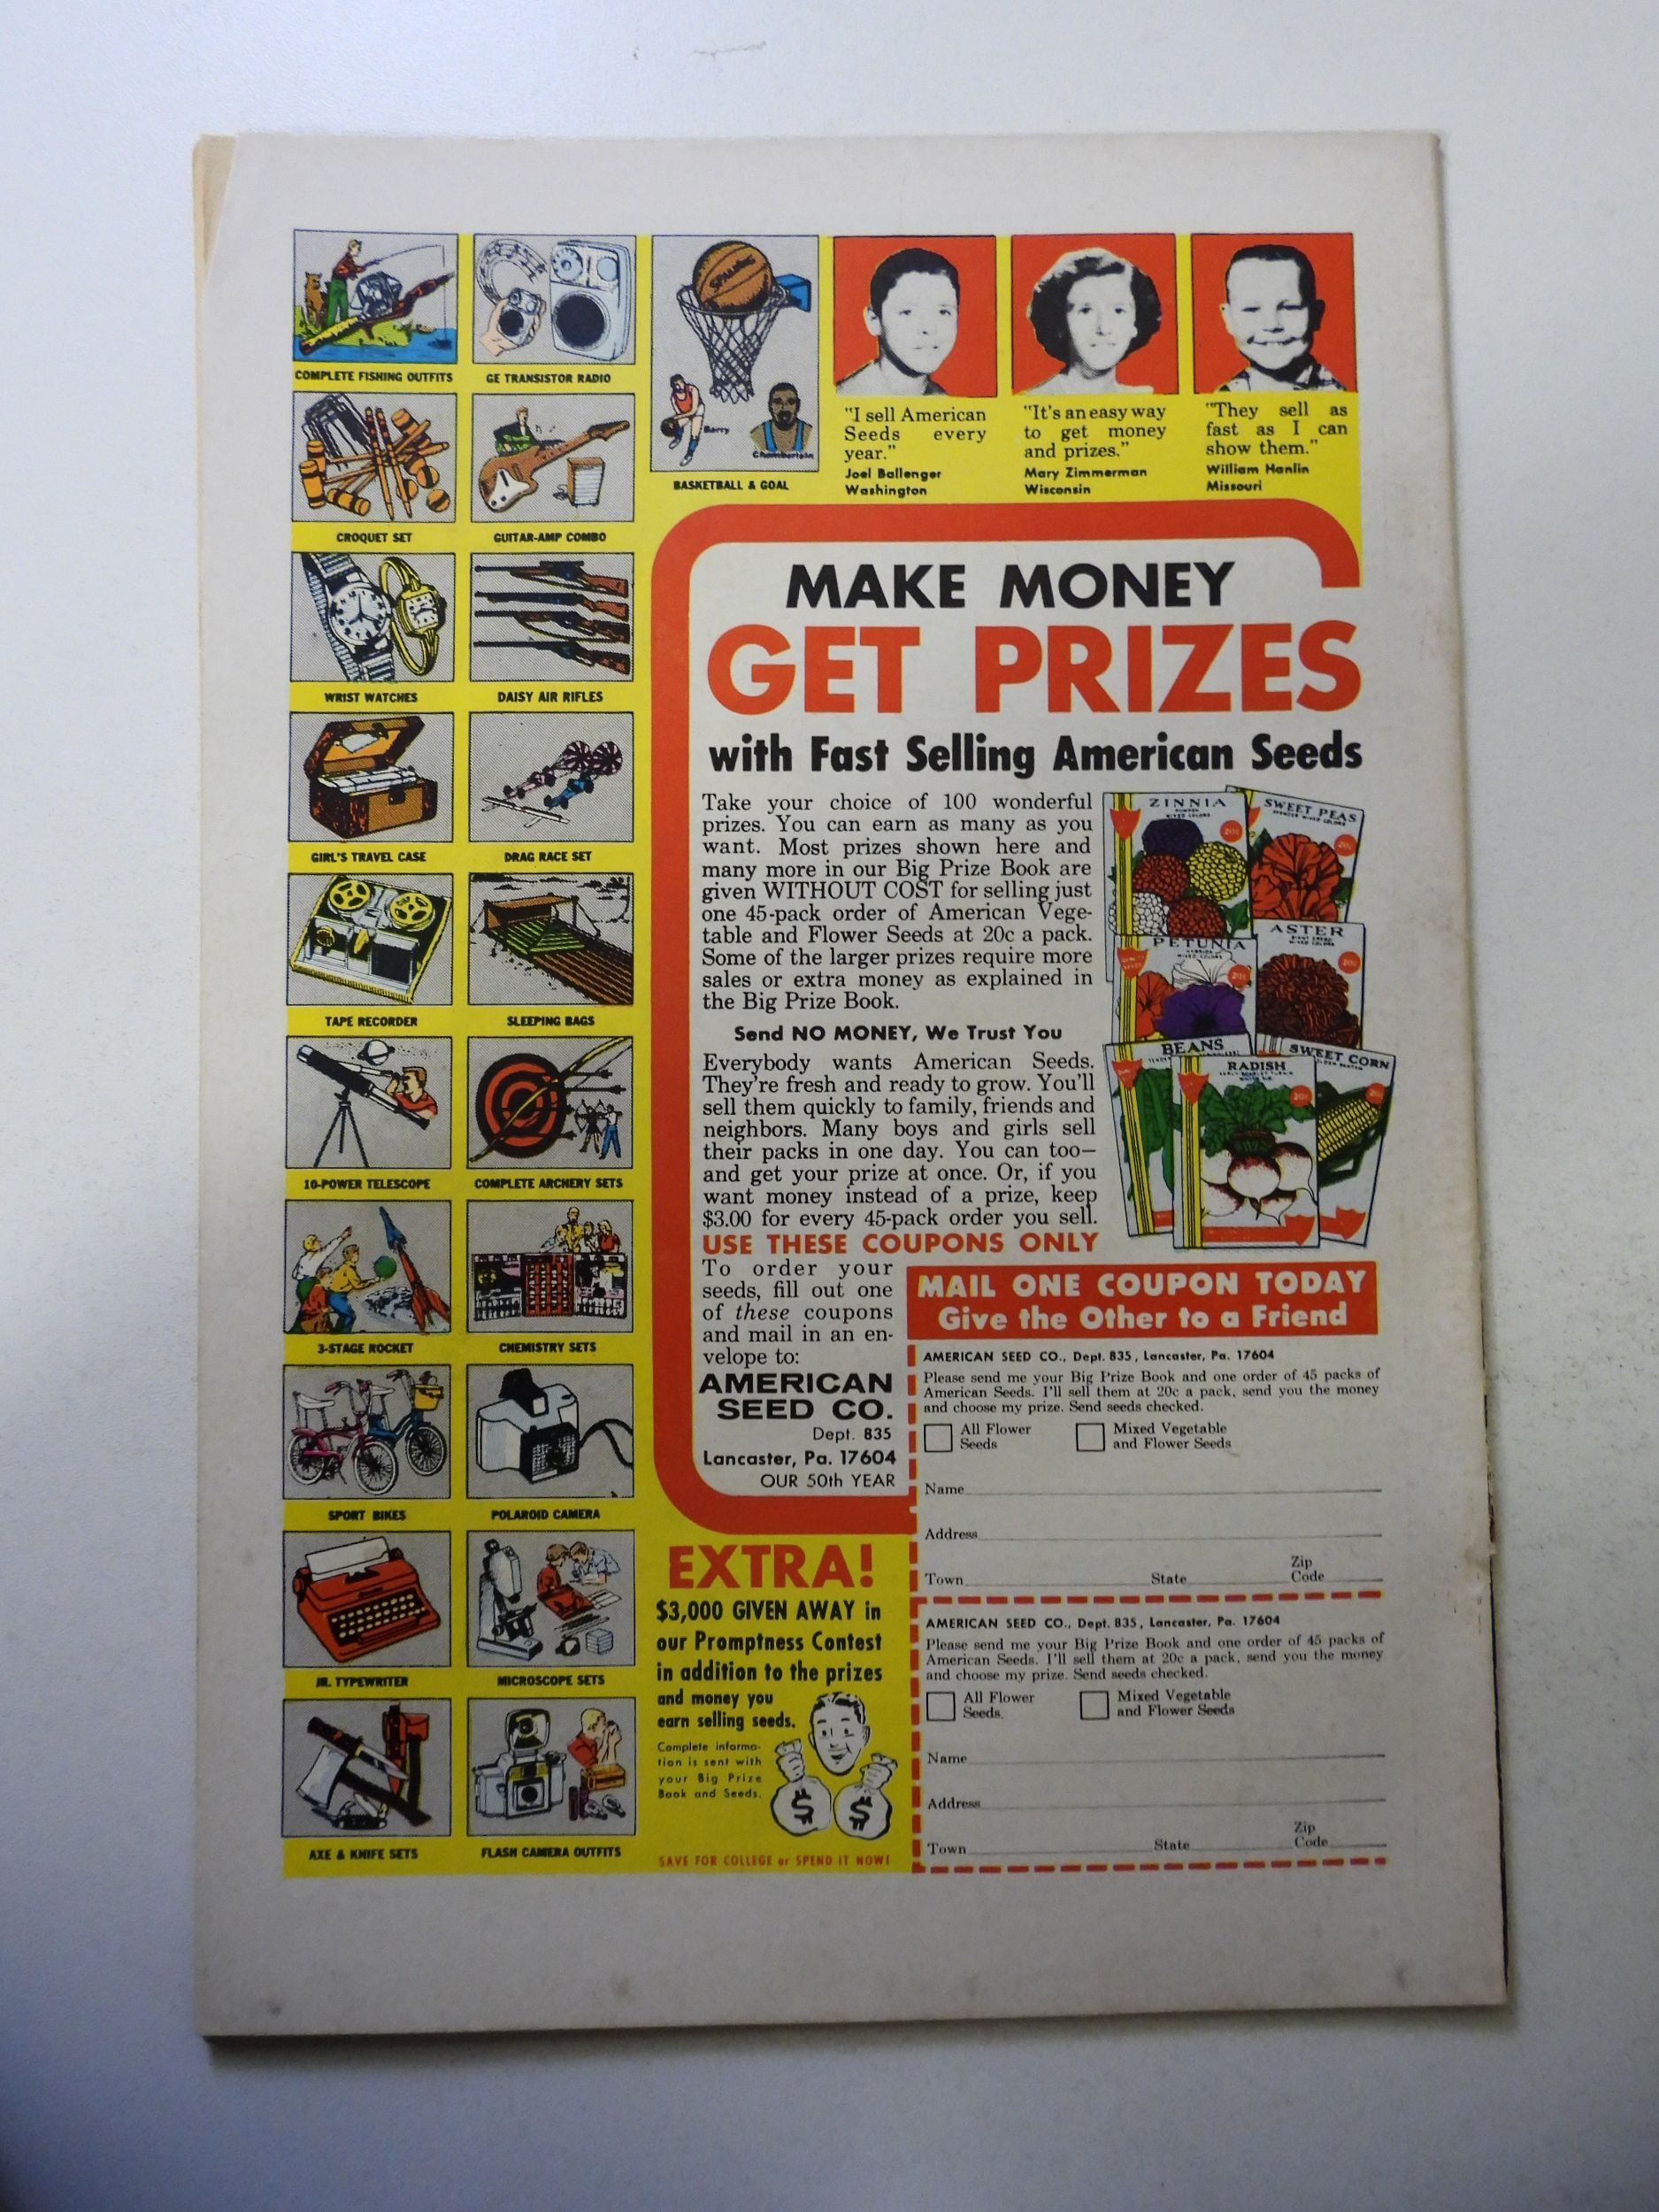 COMPLETE FISHING OUTFITS
GE TRANSISTOR RADIO
SPALDING
Barry
Chamberlain
BASKETBALL & GOAL
"I sell American
Seeds every
year."
Joel Ballenger
Washington
"It's an easy way
to get money
and prizes."
Mary Zimmerman
Wisconsin
"They sell as
fast as I can
show them."
William Hanlin
Missouri
CROQUET SET
GUITAR-AMP COMBO
WRIST WATCHES
DAISY AIR RIFLES
GIRL'S TRAVEL CASE
DRAG RACE SET
TAPE RECORDER
SLEEPING BAGS
10-POWER TELESCOPE
COMPLETE ARCHERY SETS
3-STAGE ROCKET
CHEMISTRY SETS
SPORT BIKES
POLAROID CAMERA
JR. TYPEWRITER
MICROSCOPE SETS
AXE & KNIFE SETS
FLASH CAMERA OUTFITS
MAKE MONEY
GET PRIZES
with Fast Selling American Seeds
Take your choice of 100 wonderful
prizes. You can earn as many as you
want. Most prizes shown here and
many more in our Big Prize Book are
given WITHOUT COST for selling just
one 45-pack order of American Vege-
table and Flower Seeds at 20c a pack.
Some of the larger prizes require more
sales or extra money as explained in
the Big Prize Book.
Send NO MONEY, We Trust You
Everybody wants American Seeds.
They're fresh and ready to grow. You'll
sell them quickly to family, friends and
neighbors. Many boys and girls sell
their packs in one day. You can too—
and get your prize at once. Or, if you
want money instead of a prize, keep
$3.00 for every 45-pack order you sell.
USE THESE COUPONS ONLY
To order your
seeds, fill out one
of these coupons
and mail in an en-
velope to:
AMERICAN
SEED CO.
Dept. 835
Lancaster, Pa. 17604
OUR 50th YEAR
ZINNIA
MIXED COLORS
20c
SWEET PEAS
20c
PETUNIA
20c
ASTER
MIXED COLORS
20c
BEANS
RADISH
20c
SWEET CORN
20c
MAIL ONE COUPON TODAY
Give the Other to a Friend
AMERICAN SEED CO., Dept. 835, Lancaster, Pa. 17604
Please send me your Big Prize Book and one order of 45 packs of
American Seeds. I'll sell them at 20c a pack, send you the money
and choose my prize. Send seeds checked.
All Flower
Seeds
Mixed Vegetable
and Flower Seeds
Name
Address
Town State Zip
Code
AMERICAN SEED CO., Dept. 835, Lancaster, Pa. 17604
Please send me your Big Prize Book and one order of 45 packs of
American Seeds. I'll sell them at 20c a pack, send you the money
and choose my prize. Send seeds checked.
All Flower
Seeds
Mixed Vegetable
and Flower Seeds
Name
Address
Town State Zip
Code
EXTRA!
$3,000 GIVEN AWAY in
our Promptness Contest
in addition to the prizes
and money you
earn selling seeds.
Complete informa-
tion is sent with
your Big Prize
Book and Seeds.
$ $
SAVE FOR COLLEGE or SPEND IT NOW!